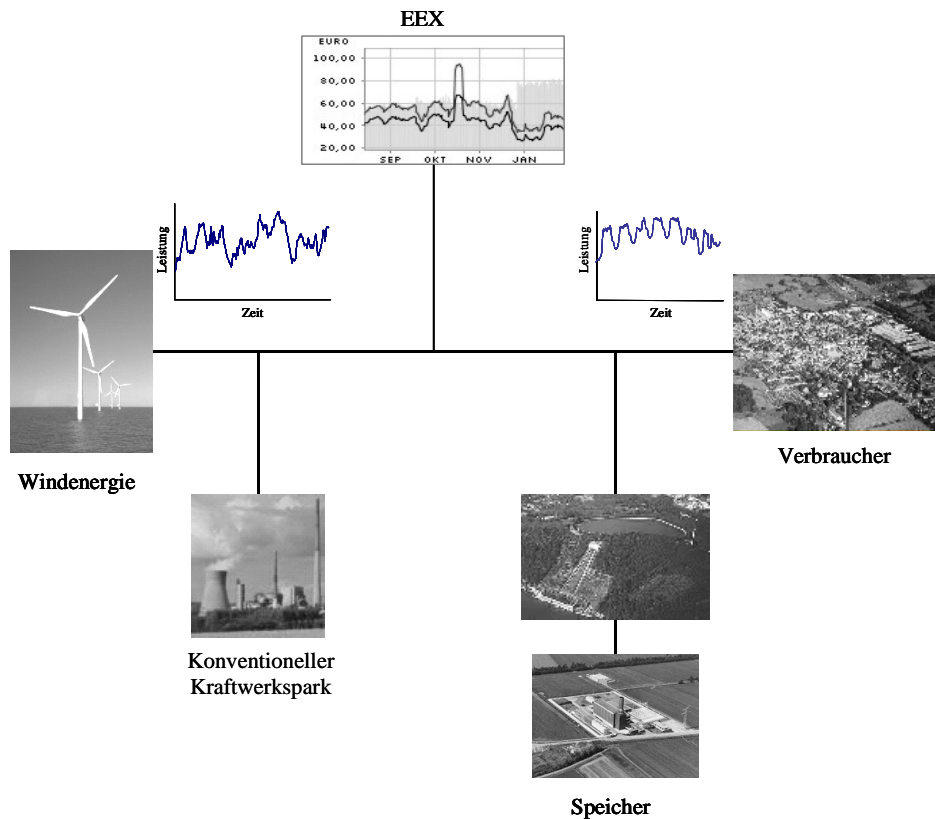 EEX
EURO
100,00
80,00
60,00
40,00
20,00
SEP OKT NOV JAN
Leistung
Zeit
Leistung
Zeit
Windenergie
Verbraucher
Konventioneller
Kraftwerkspark
Speicher